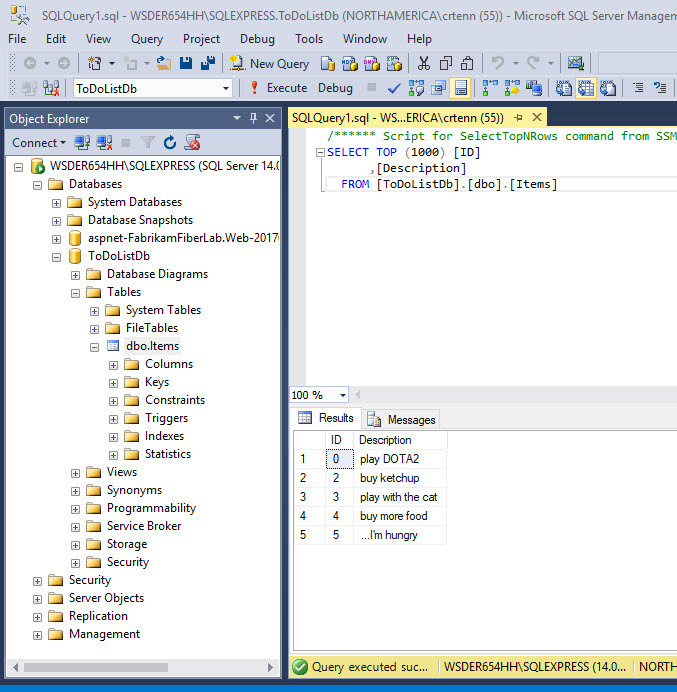 SQLQuery1.sql - WSDER654HH\SQLEXPRESS.ToDoListDb (NORTHAMERICA\crtenn (55)) - Microsoft SQL Server Manag
File Edit View Query Project Debug Tools Window Help
New Query MDX DMX XMLA DAX
ToDoListDb Execute Debug
Object Explorer
Connect
WSDER654HH\SQLEXPRESS (SQL Server 14.0
Databases
System Databases
Database Snapshots
aspnet-FabrikamFiberLab.Web-2017
ToDoListDb
Database Diagrams
Tables
System Tables
FileTables
dbo.Items
Columns
Keys
Constraints
Triggers
Indexes
Statistics
Views
Synonyms
Programmability
Service Broker
Storage
Security
Security
Server Objects
Replication
Management
SQLQuery1.sql - WS...ERICA\crtenn (55))
/****** Script for SelectTopNRows command from SSM
SELECT TOP (1000) [ID]
,[Description]
FROM [ToDoListDb].[dbo].[Items]
100 %
Results Messages
ID Description
1 0 play DOTA2
2 2 buy ketchup
3 3 play with the cat
4 4 buy more food
5 5 ...I'm hungry
Query executed suc... WSDER654HH\SQLEXPRESS (14.0... NORTH